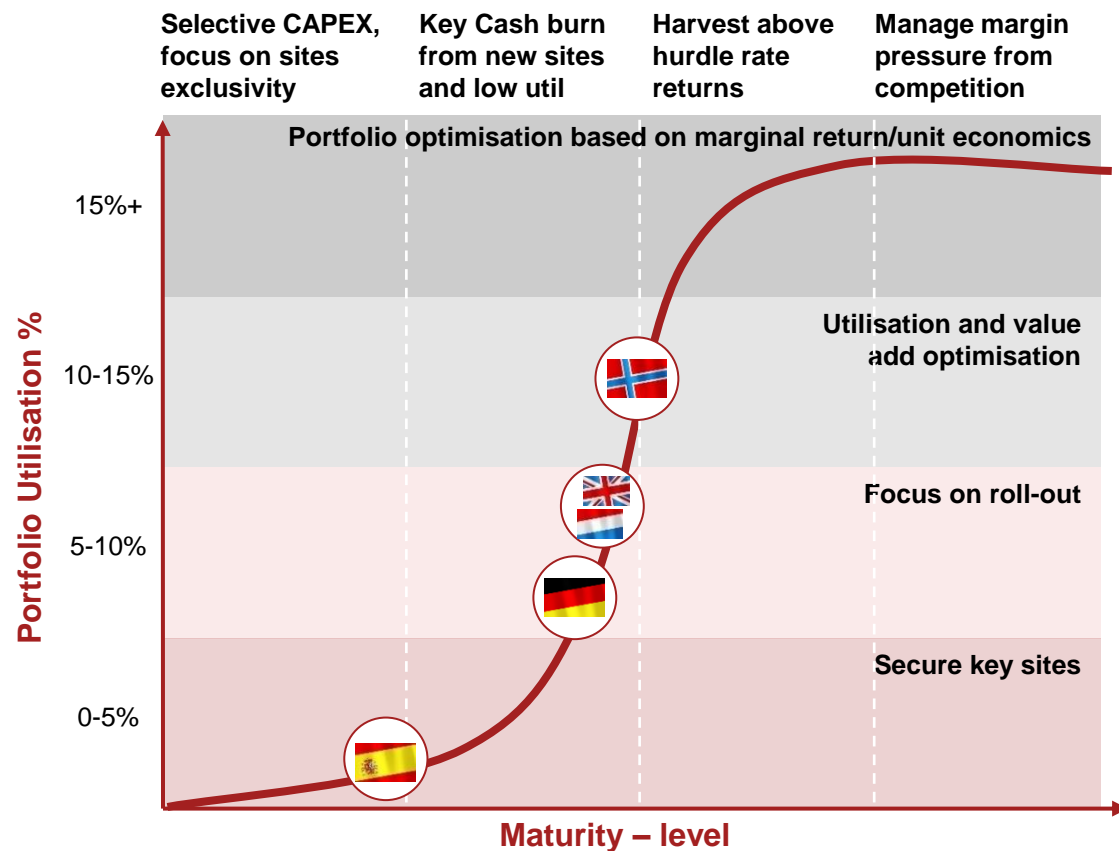 Selective CAPEX,
focus on sites
exclusivity
Key Cash burn
from new sites
and low util
Harvest above
hurdle rate
returns
Manage margin
pressure from
competition
Portfolio optimisation based on marginal return/unit economics
15%+
Utilisation and value
add optimisation
10-15%
Focus on roll-out
5-10%
Secure key sites
0-5%
Portfolio Utilisation %
Maturity – level